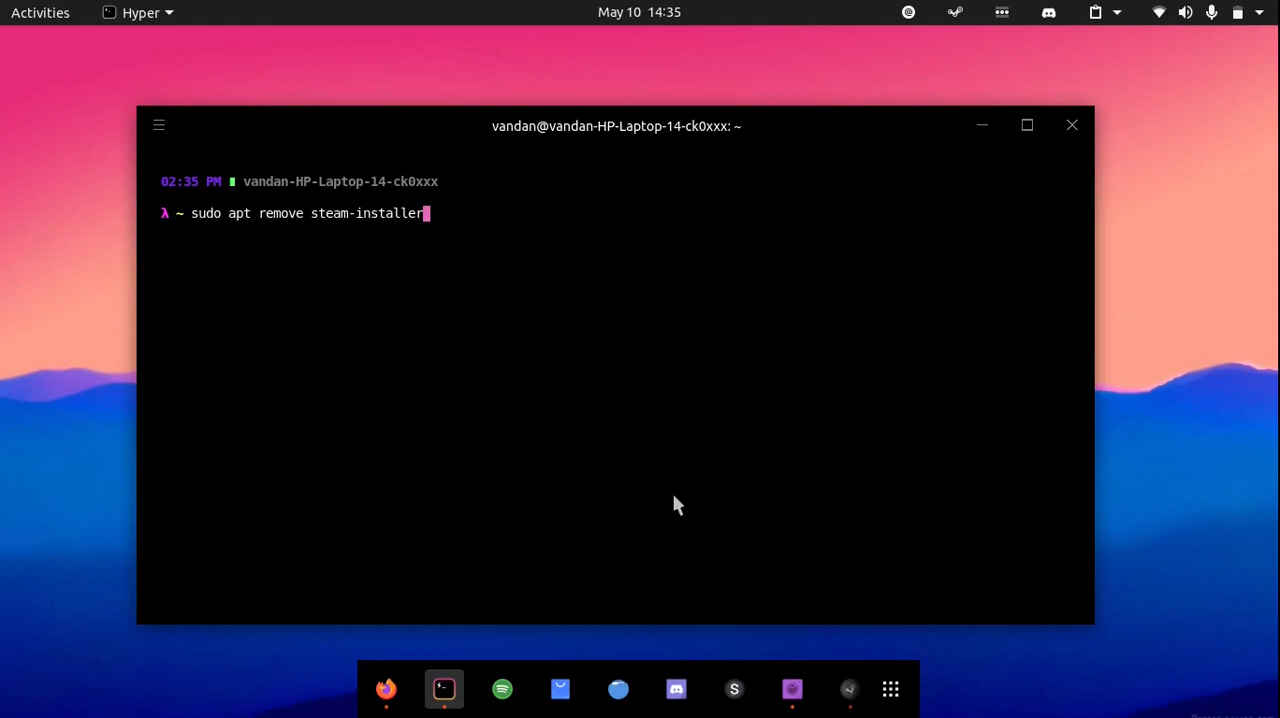 Activities Hyper May 10 14:35
vandan@vandan-HP-Laptop-14-ck0xxx: ~
02:35 PM vandan-HP-Laptop-14-ck0xxx
λ ~ sudo apt remove steam-installer
S